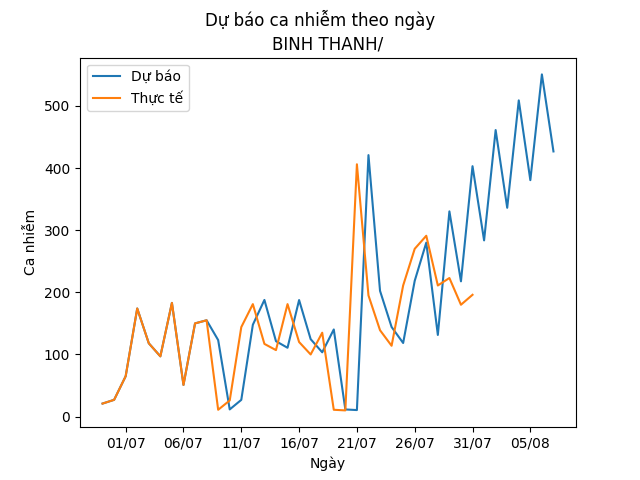 Dự báo ca nhiễm theo ngày
BINH THANH/
Dự báo
Thực tế
Ca nhiễm
500
400
300
200
100
0
01/07 06/07 11/07 16/07 21/07 26/07 31/07 05/08
Ngày